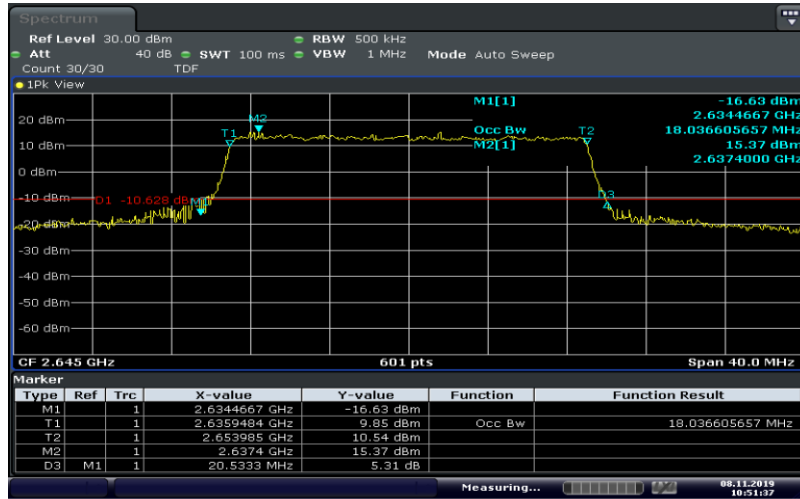 Spectrum
Ref Level 30.00 dBm RBW 500 kHz
Att 40 dB SWT 100 ms VBW 1 MHz Mode Auto Sweep
Count 30/30 TDF
1Pk View
M1[1] -16.63 dBm
2.6344667 GHz
20 dBm M2
T1 Occ Bw T2 18.036605657 MHz
10 dBm M2[1] 15.37 dBm
2.6374000 GHz
0 dBm
-10 dBm D1 -10.628 dBm M1 D3
-20 dBm
-30 dBm
-40 dBm
-50 dBm
-60 dBm
CF 2.645 GHz 601 pts Span 40.0 MHz
Marker
Type Ref Trc X-value Y-value Function Function Result
M1 1 2.6344667 GHz -16.63 dBm
T1 1 2.6359484 GHz 9.85 dBm Occ Bw 18.036605657 MHz
T2 1 2.653985 GHz 10.54 dBm
M2 1 2.6374 GHz 15.37 dBm
D3 M1 1 20.5333 MHz 5.31 dB
Measuring... 08.11.2019
10:51:37